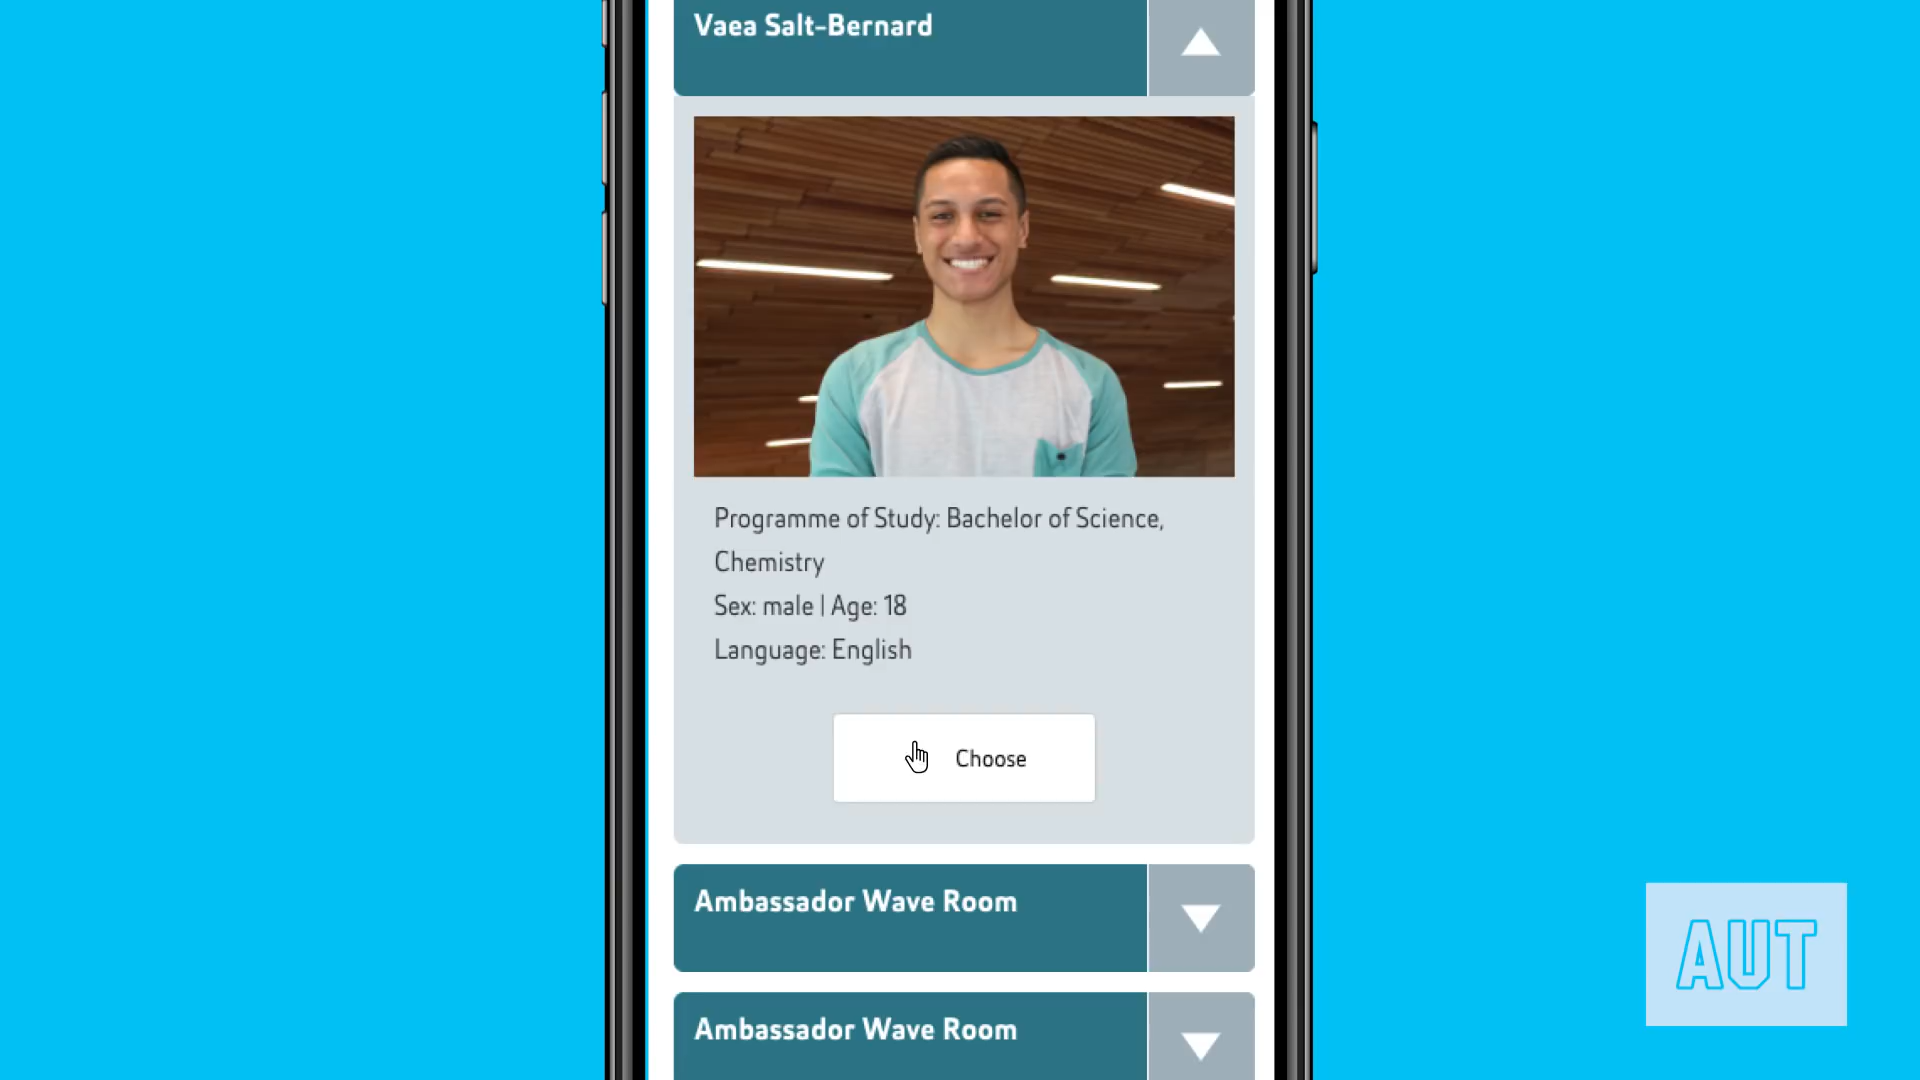 Vaea Salt-Bernard
Programme of Study: Bachelor of Science,
Chemistry
Sex: male | Age: 18
Language: English
Choose
Ambassador Wave Room
Ambassador Wave Room
AUT